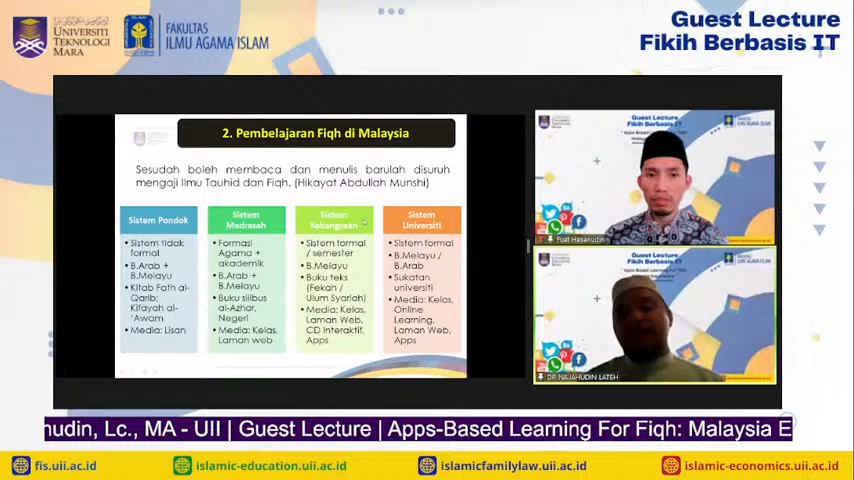 UNIVERSITI
TEKNOLOGI
MARA
FAKULTAS
ILMU AGAMA ISLAM
Guest Lecture
Fikih Berbasis IT
2. Pembelajaran Fiqh di Malaysia
Sesudah boleh membaca dan menulis barulah disuruh
mengaji Ilmu Tauhid dan Fiqh. (Hikayat Abdullah Munshi)
Sistem Pondok
• Sistem tidak
formal
• B.Arab +
B.Melayu
• Kitab Fath al-
Qarib;
Kifayah al-
'Awam
• Media: Lisan
Sistem
Madrasah
• Formasi
Agama +
akademik
• B.Arab +
B.Melayu
• Buku silibus
al-Azhar,
Negeri
• Media: Kelas,
Laman web
Sistem
Kebangsaan
• Sistem formal
/ semester
• B.Melayu
• Buku teks
(Fekah /
Ulum Syariah)
• Media: Kelas,
Laman Web,
CD Interaktif,
Apps
Sistem
Universiti
• Sistem formal
• B.Melayu /
B.Arab
• Sukatan
universiti
• Media: Kelas,
Online
Learning,
Laman Web,
Apps
Guest Lecture
Fikih Berbasis IT
Fuat Hasanudin
Guest Lecture
Fikih Berbasis IT
DR NAJAHUDIN LATEH
nudin, Lc., MA - UII | Guest Lecture | Apps-Based Learning For Fiqh: Malaysia E
fis.uii.ac.id
islamic-education.uii.ac.id
islamicfamilylaw.uii.ac.id
islamic-economics.uii.ac.id